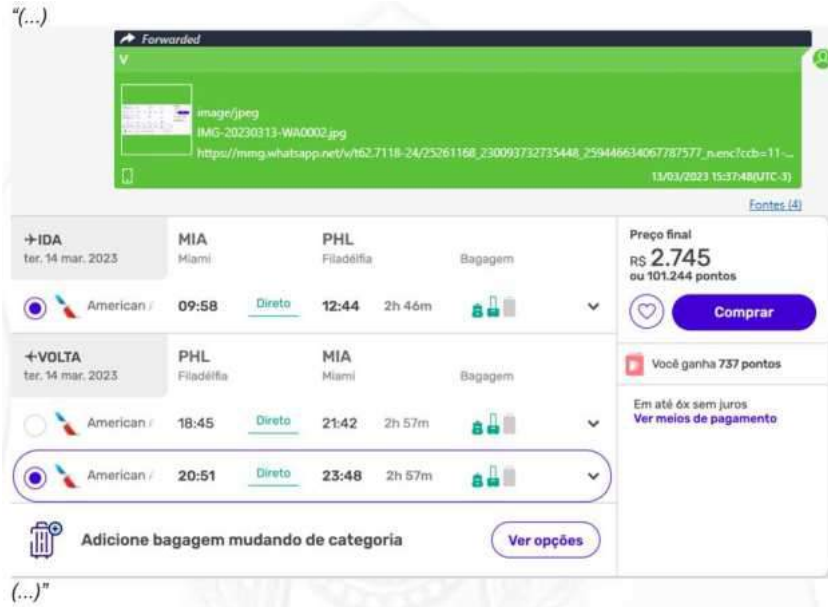 “(...)
Forwarded
V
image/jpeg
IMG-20230313-WA0002.jpg
https://mmg.whatsapp.net/v/t62.7118-24/25261168_230093732735448_259446634067787577_n.enc?ccb=11-...
13/03/2023 15:37:48(UTC-3)
Fontes (4)
IDA MIA PHL
ter. 14 mar. 2023 Miami Filadélfia Bagagem
American 09:58 Direto 12:44 2h 46m
VOLTA PHL MIA
ter. 14 mar. 2023 Filadélfia Miami Bagagem
American 18:45 Direto 21:42 2h 57m
American 20:51 Direto 23:48 2h 57m
Adicione bagagem mudando de categoria Ver opções
Preço final
R$ 2.745
ou 101.244 pontos
Comprar
Você ganha 737 pontos
Em até 6x sem juros
Ver meios de pagamento
(...)”